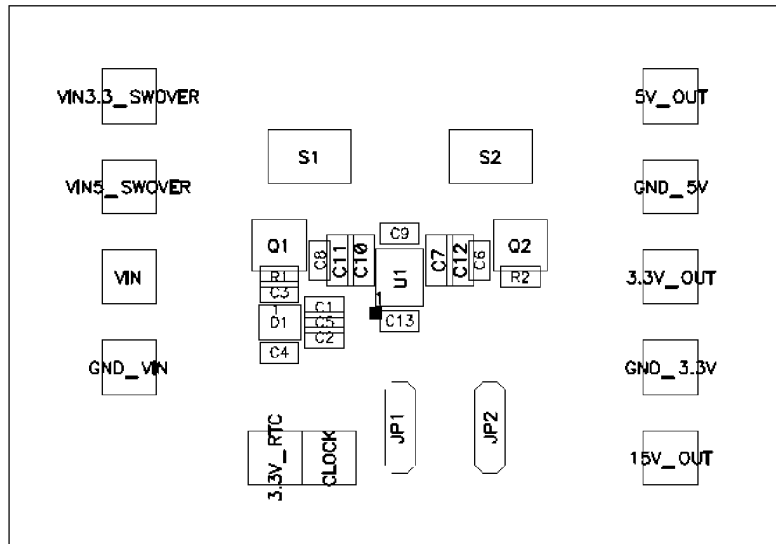 VIN3.3_SWOVER
5V_OUT
S1
S2
VIN5_SWOVER
GND_5V
C9
Q1
C8
C11
C10
U1
C7
C12
C6
Q2
VIN
R1
R2
3.3V_OUT
C3
1
C1
1
D1
C5
C13
C2
C4
GND_VIN
GND_3.3V
3.3V_RTC
CLOCK
JP1
JP2
15V_OUT